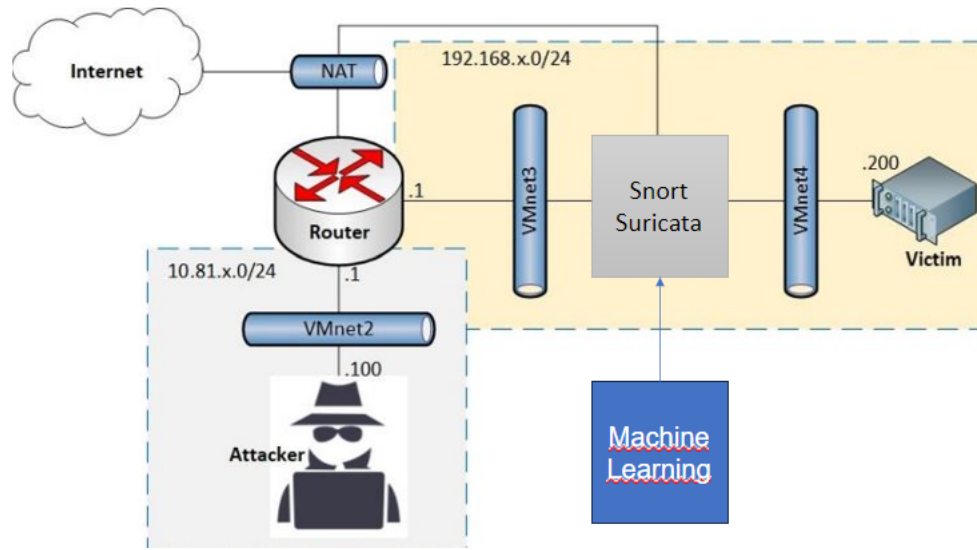 192.168.x.0/24
Internet
NAT
.1
Router
VMnet3
Snort
Suricata
VMnet4
.200
Victim
10.81.x.0/24
.1
VMnet2
.100
Attacker
Machine
Learning